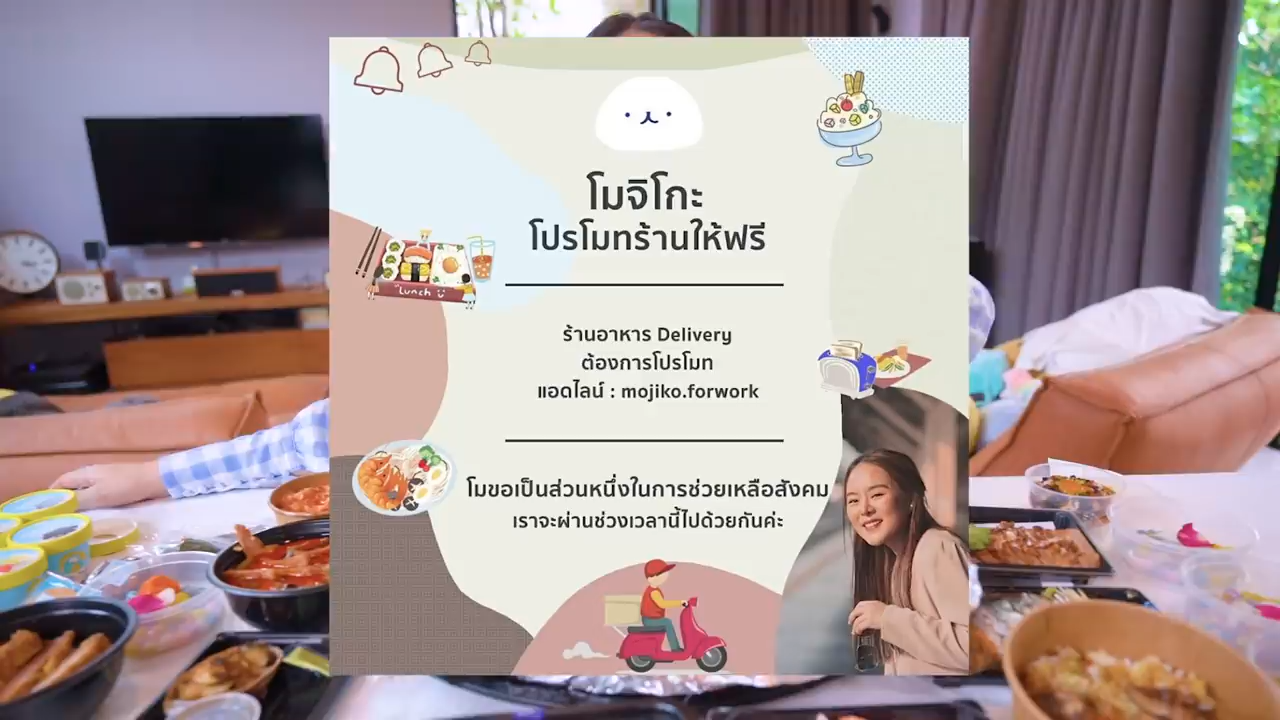 โมจิโกะ
โปรโมทร้านให้ฟรี
Lunch
ร้านอาหาร Delivery
ต้องการโปรโมท
แอดไลน์ : mojiko.forwork
โมขอเป็นส่วนหนึ่งในการช่วยเหลือสังคม
เราจะผ่านช่วงเวลานี้ไปด้วยกันค่ะ